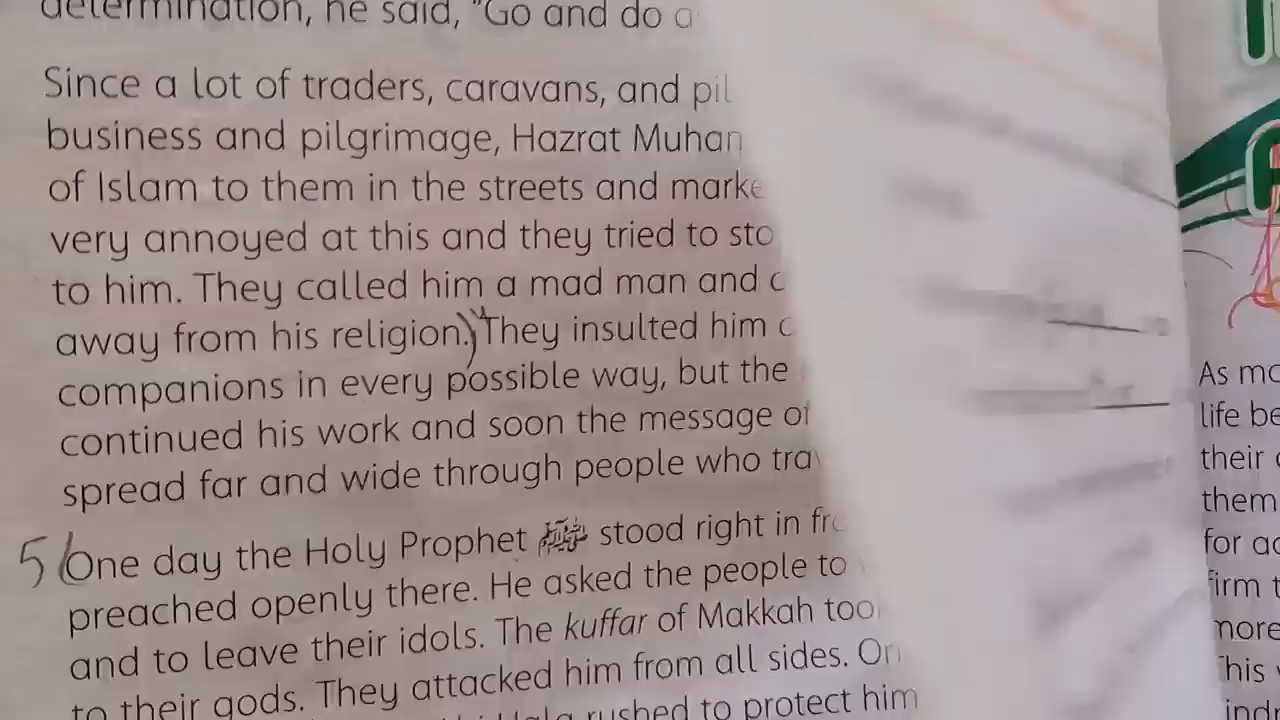 determination, he said, "Go and do
Since a lot of traders, caravans, and pil
business and pilgrimage, Hazrat Muham
of Islam to them in the streets and marke
very annoyed at this and they tried to sto
to him. They called him a mad man and
away from his religion.) They insulted him
companions in every possible way, but the
continued his work and soon the message of
spread far and wide through people who tra
5 (One day the Holy Prophet ﷺ stood right in fro
preached openly there. He asked the people to
and to leave their idols. The kuffar of Makkah too
to their gods. They attacked him from all sides. On
Hala rushed to protect him
As mo
life be
their
them
for ac
firm t
more
This
indr